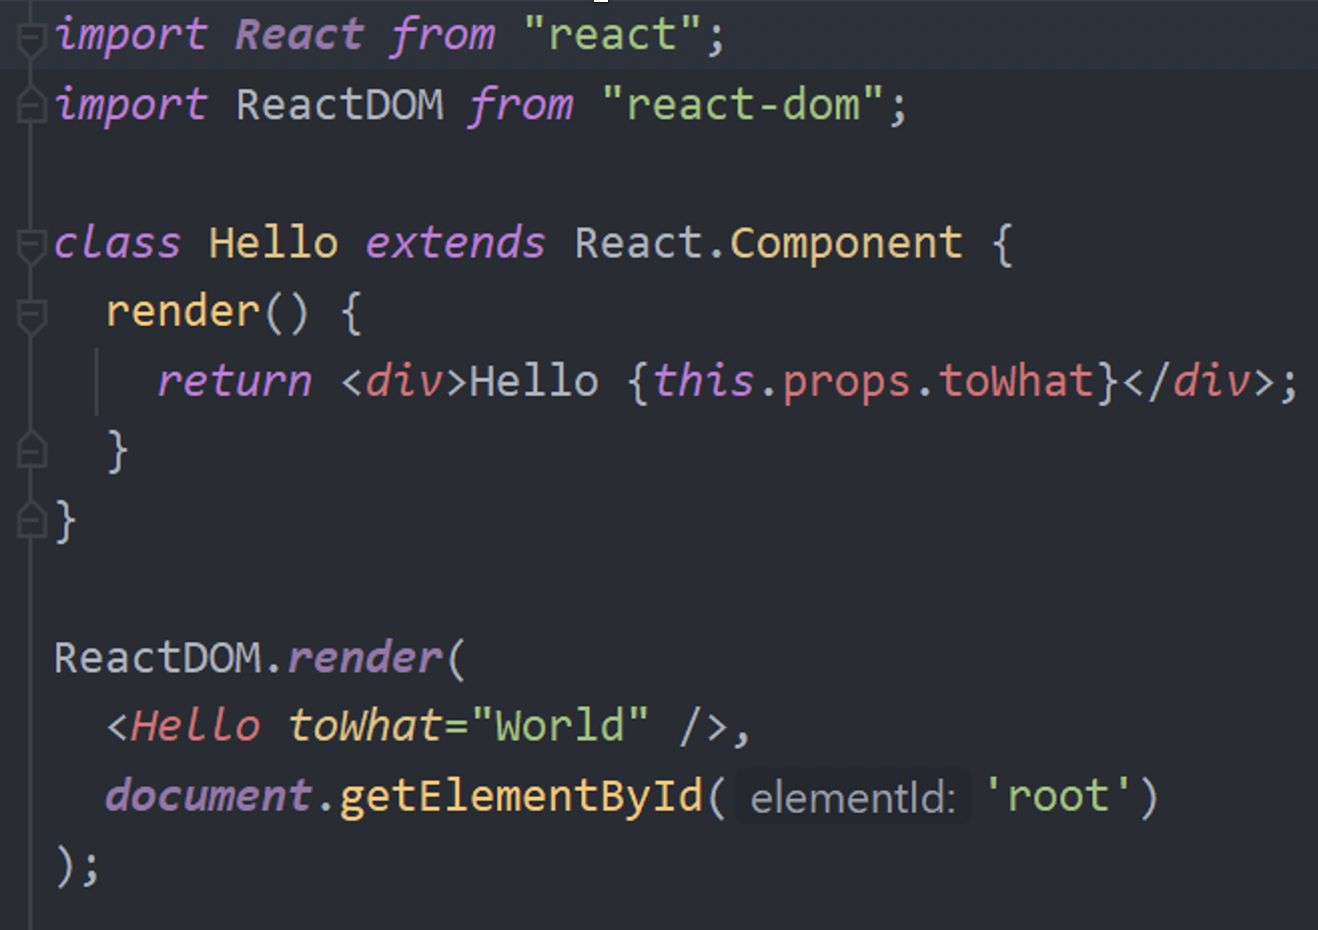 import React from "react";
import ReactDOM from "react-dom";
class Hello extends React.Component {
render() {
return <div>Hello {this.props.toWhat}</div>;
}
}
ReactDOM.render(
<Hello toWhat="World" />,
document.getElementById( elementId: 'root')
);